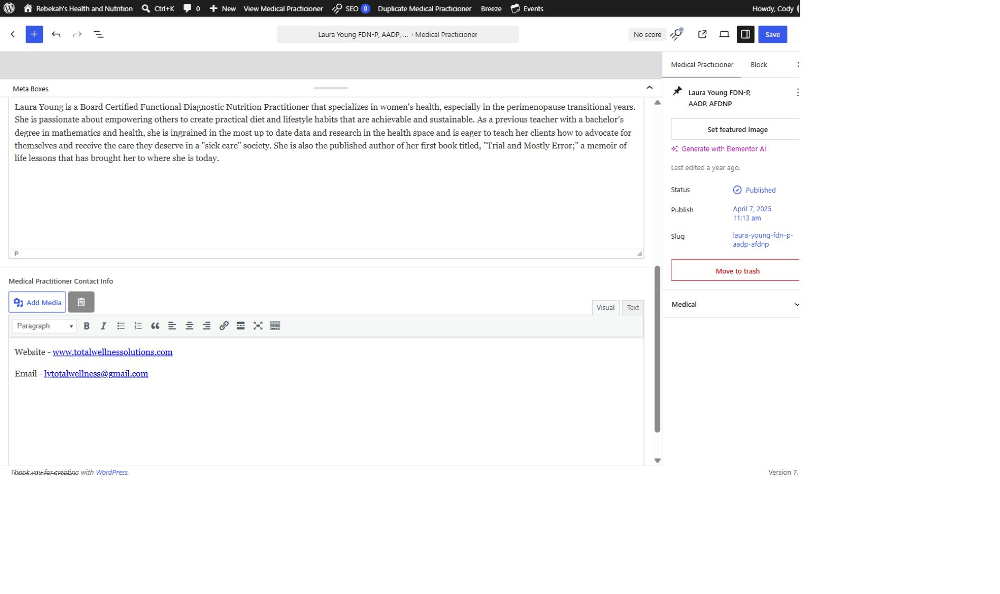 Rebekah's Health and Nutrition Ctrl+K 0 New View Medical Practicioner SEO 8 Duplicate Medical Practicioner Breeze Events Howdy, Cody
Laura Young FDN-P, AADP, ... · Medical Practicioner No score Save
Medical Practicioner Block
Meta Boxes
Laura Young is a Board Certified Functional Diagnostic Nutrition Practitioner that specializes in women's health, especially in the perimenopause transitional years.
She is passionate about empowering others to create practical diet and lifestyle habits that are achievable and sustainable. As a previous teacher with a bachelor's
degree in mathematics and health, she is ingrained in the most up to date data and research in the health space and is eager to teach her clients how to advocate for
themselves and receive the care they deserve in a "sick care" society. She is also the published author of her first book titled, "Trial and Mostly Error;" a memoir of
life lessons that has brought her to where she is today.
P
Medical Practitioner Contact Info
Add Media
Visual Text
Paragraph
Website - www.totalwellnessolutions.com
Email - lytotalwellness@gmail.com
Laura Young FDN-P,
AADP, AFDNP
Set featured image
Generate with Elementor AI
Last edited a year ago.
Status Published
Publish April 7, 2025
11:13 am
Slug laura-young-fdn-p-
aadp-afdnp
Move to trash
Medical
Thank you for creating with WordPress.
Version 7.